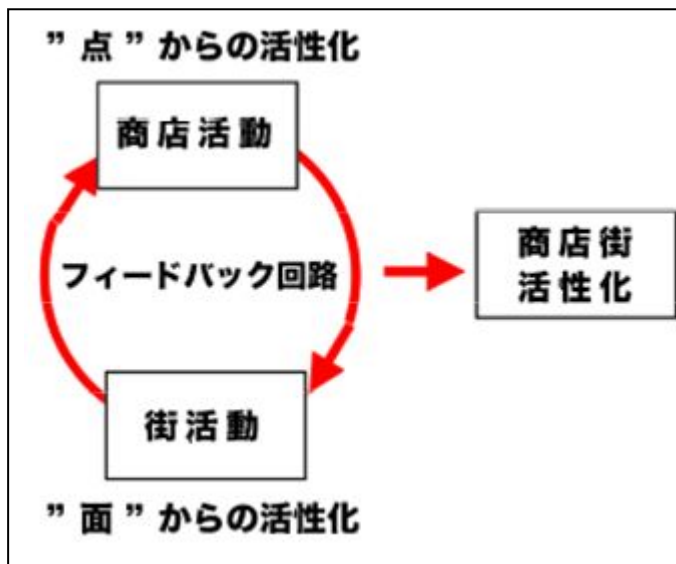 ”点”からの活性化
商店活動
フィードバック回路
商店街
活性化
街活動
”面”からの活性化